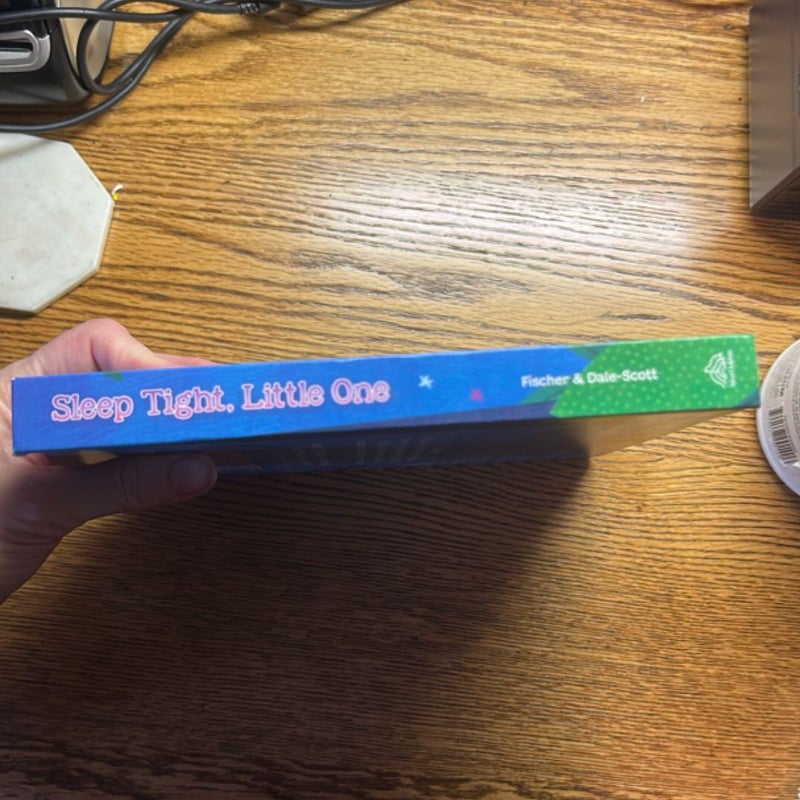 Sleep Tight, Little One
Fischer & Dale-Scott